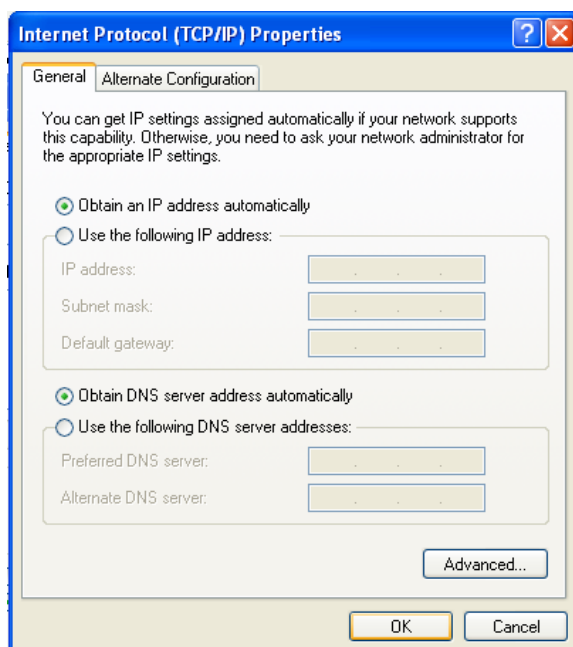 Internet Protocol (TCP/IP) Properties
General
Alternate Configuration
You can get IP settings assigned automatically if your network supports
this capability. Otherwise, you need to ask your network administrator for
the appropriate IP settings.
Obtain an IP address automatically
Use the following IP address:
IP address:
Subnet mask:
Default gateway:
Obtain DNS server address automatically
Use the following DNS server addresses:
Preferred DNS server:
Alternate DNS server:
Advanced...
OK
Cancel